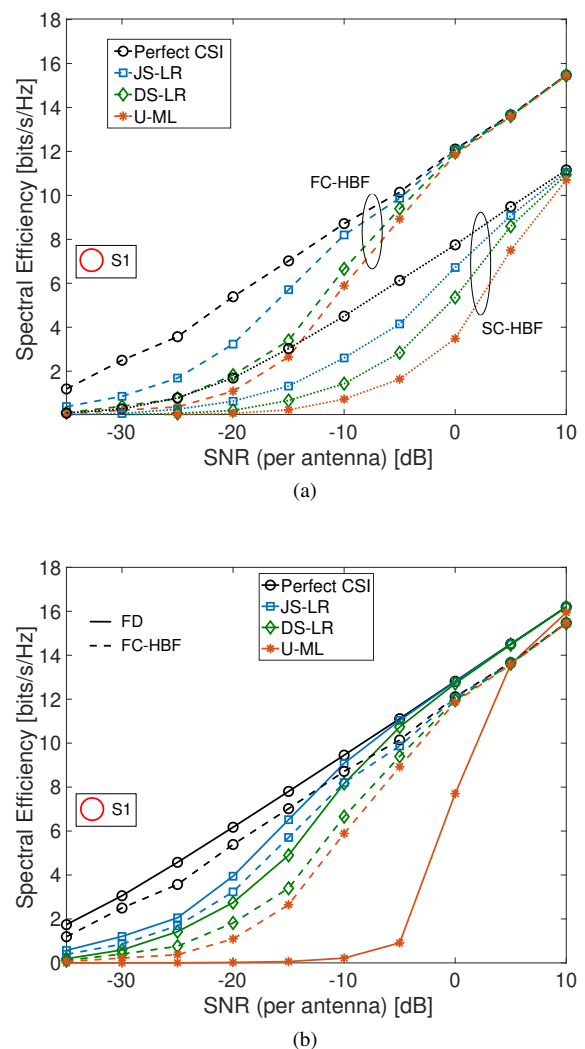 18
16
14
12
10
8
6
4
2
Spectral Efficiency [bits/s/Hz]
Perfect CSI
JS-LR
DS-LR
U-ML
FC-HBF
S1
SC-HBF
-30
-20
-10
0
10
SNR (per antenna) [dB]
(a)
18
16
14
12
10
8
6
4
2
0
Spectral Efficiency [bits/s/Hz]
FD
FC-HBF
Perfect CSI
JS-LR
DS-LR
U-ML
S1
-30
-20
-10
0
10
SNR (per antenna) [dB]
(b)